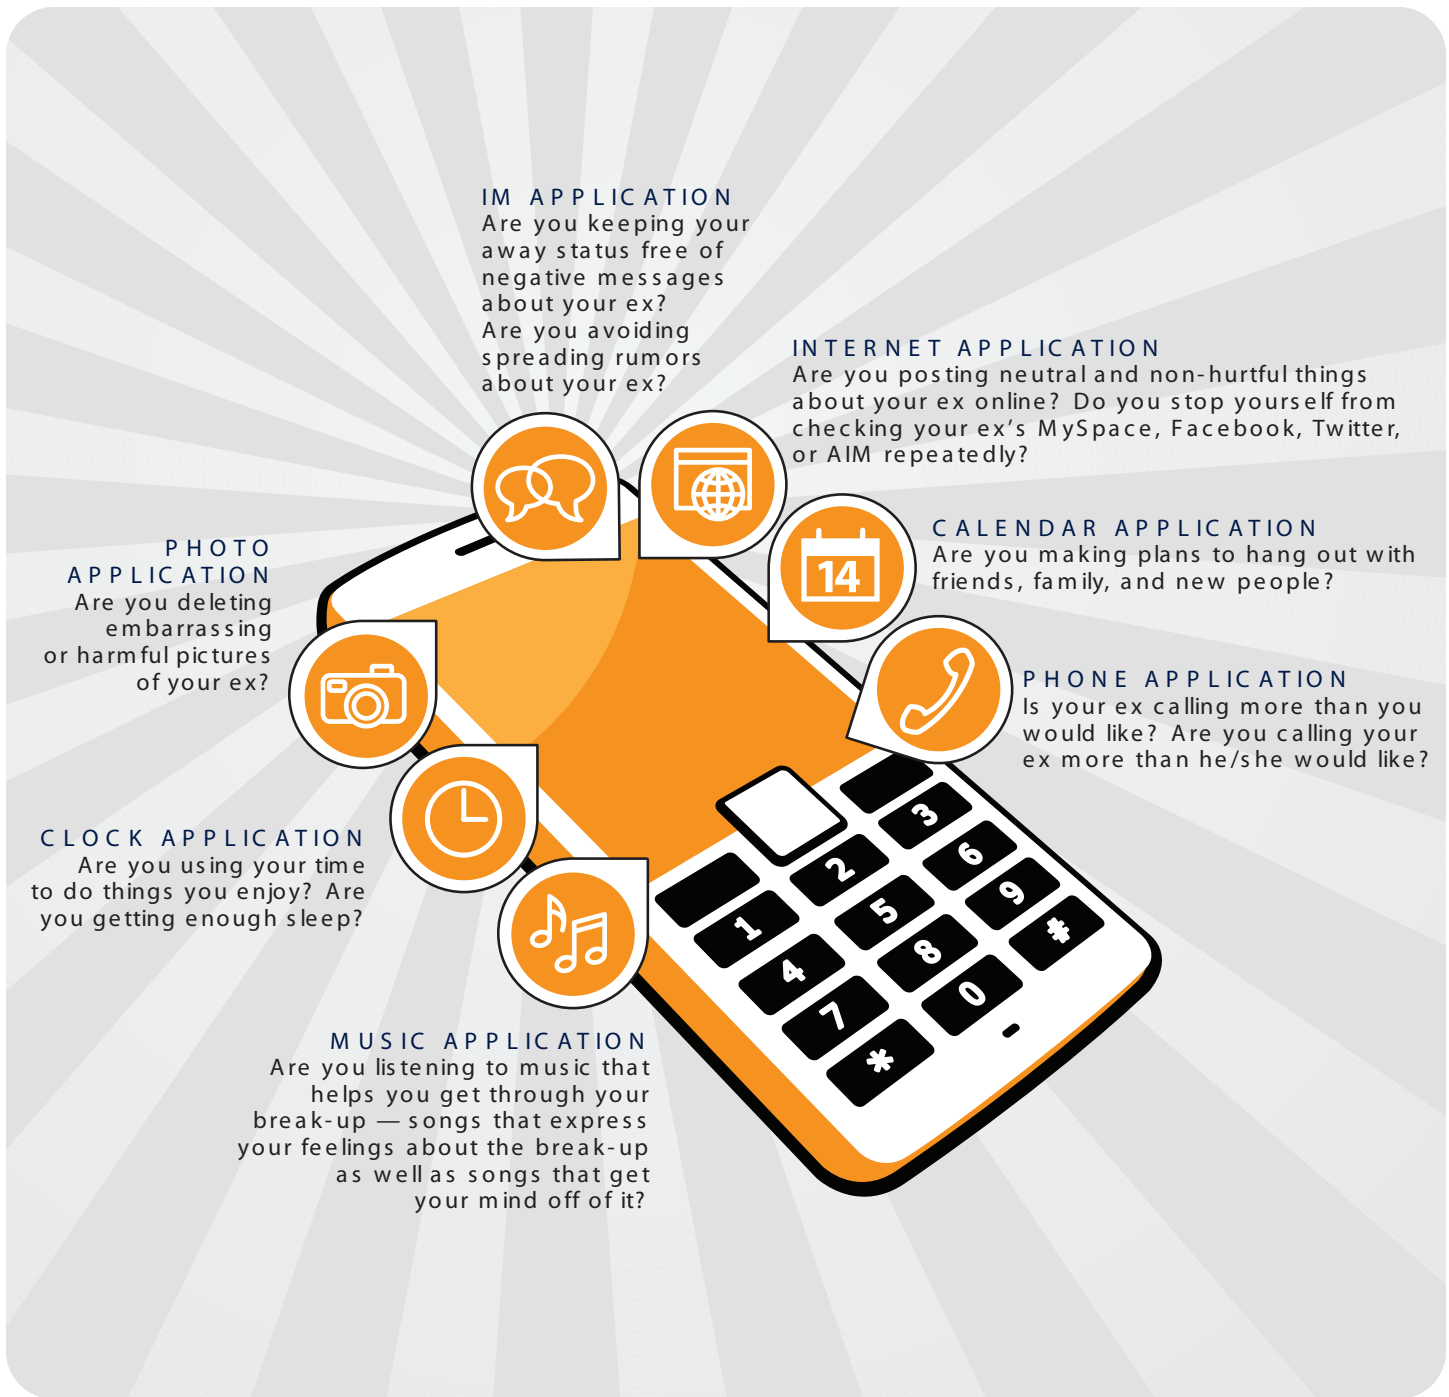 IM APPLICATION
Are you keeping your
away status free of
negative messages
about your ex?
Are you avoiding
spreading rumors
about your ex?
INTERNET APPLICATION
Are you posting neutral and non-hurtful things
about your ex online? Do you stop yourself from
checking your ex’s MySpace, Facebook, Twitter,
or AIM repeatedly?
CALENDAR APPLICATION
Are you making plans to hang out with
friends, family, and new people?
14
PHONE APPLICATION
Is your ex calling more than you
would like? Are you calling your
ex more than he/she would like?
PHOTO
APPLICATION
Are you deleting
embarrassing
or harmful pictures
of your ex?
CLOCK APPLICATION
Are you using your time
to do things you enjoy? Are
you getting enough sleep?
MUSIC APPLICATION
Are you listening to music that
helps you get through your
break-up — songs that express
your feelings about the break-up
as well as songs that get
your mind off of it?
1 2 3
4 5 6
7 8 9
* 0 #